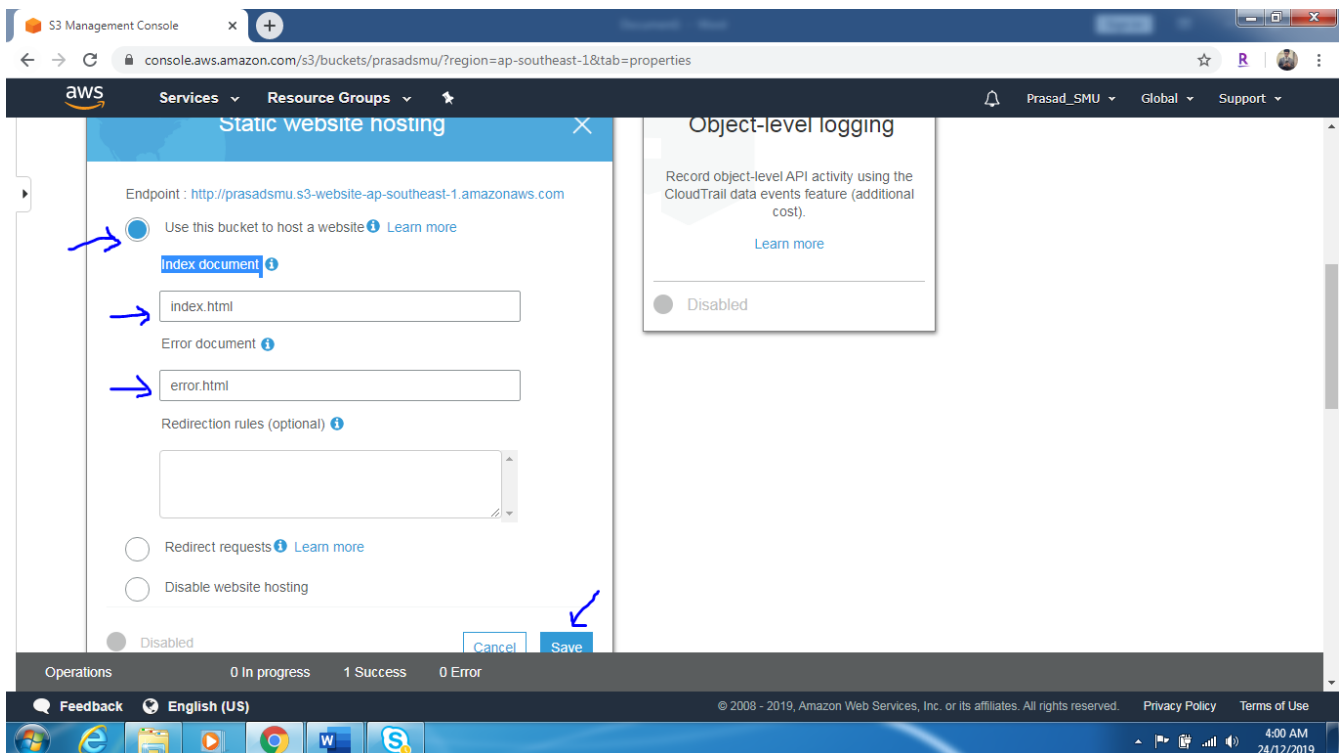 S3 Management Console
console.aws.amazon.com/s3/buckets/prasadsmu/?region=ap-southeast-1&tab=properties
R
aws Services Resource Groups Prasad_SMU Global Support
Static website hosting
Endpoint : http://prasadsmu.s3-website-ap-southeast-1.amazonaws.com
Use this bucket to host a website Learn more
Index document
index.html
Error document
error.html
Redirection rules (optional)
Redirect requests Learn more
Disable website hosting
Disabled
Cancel Save
Object-level logging
Record object-level API activity using the
CloudTrail data events feature (additional
cost).
Learn more
Disabled
Operations 0 In progress 1 Success 0 Error
Feedback English (US) © 2008 - 2019, Amazon Web Services, Inc. or its affiliates. All rights reserved. Privacy Policy Terms of Use
4:00 AM
24/12/2019